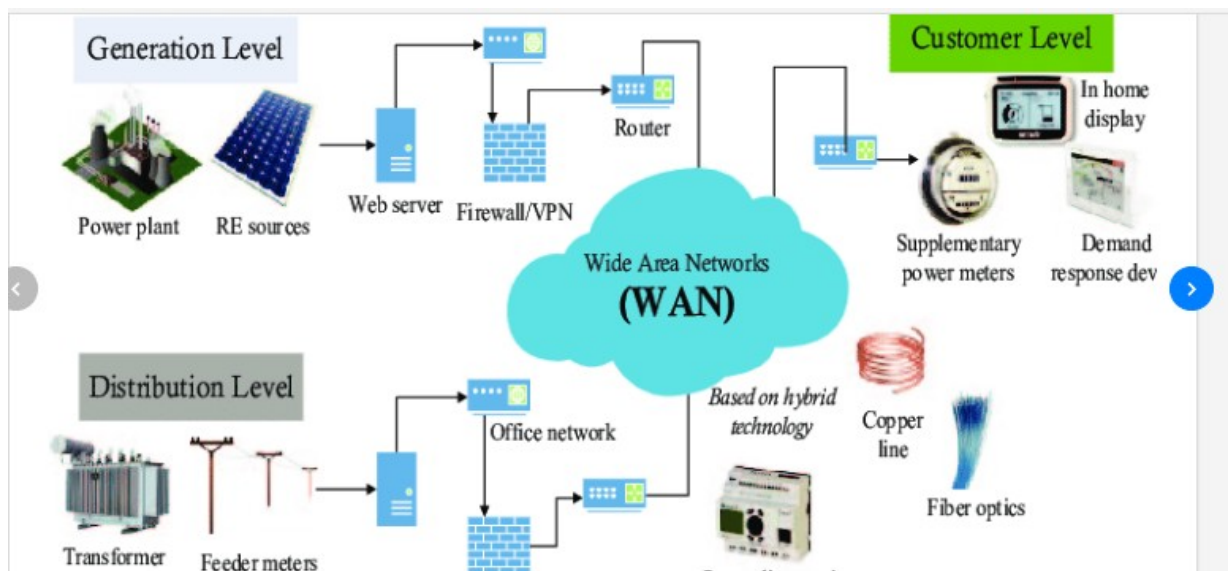 Generation Level
Power plant
RE sources
Web server
Firewall/VPN
Router
Customer Level
In home
display
Supplementary
power meters
Demand
response dev
Wide Area Networks
(WAN)
Based on hybrid
technology
Copper
line
Fiber optics
Distribution Level
Transformer
Feeder meters
Office network